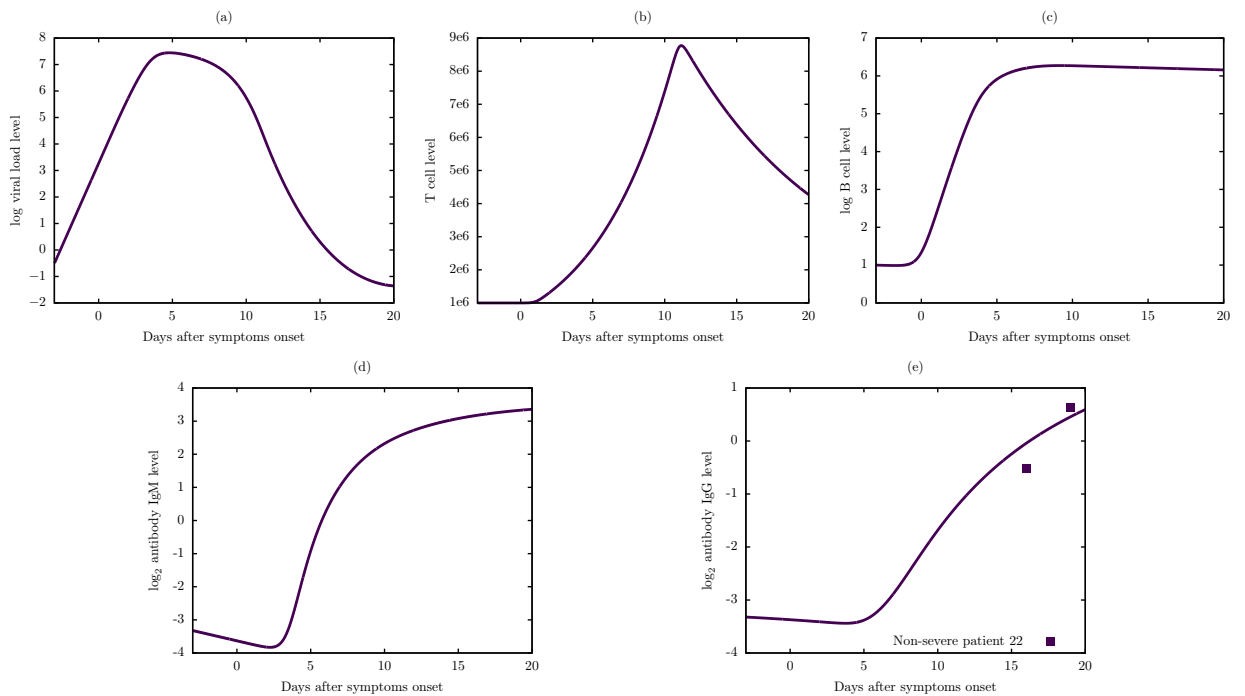 (a)
8
7
6
5
4
3
2
1
0
−1
−2
0 5 10 15 20
log viral load level
Days after symptoms onset
(b)
9e6
8e6
7e6
6e6
5e6
4e6
3e6
2e6
1e6
0 5 10 15 20
T cell level
Days after symptoms onset
(c)
7
6
5
4
3
2
1
0
0 5 10 15 20
log B cell level
Days after symptoms onset
(d)
4
3
2
1
0
-1
-2
-3
-4
0 5 10 15 20
log₂ antibody IgM level
Days after symptoms onset
(e)
1
0
-1
-2
-3
-4
0 5 10 15 20
log₂ antibody IgG level
Non-severe patient 22
Days after symptoms onset